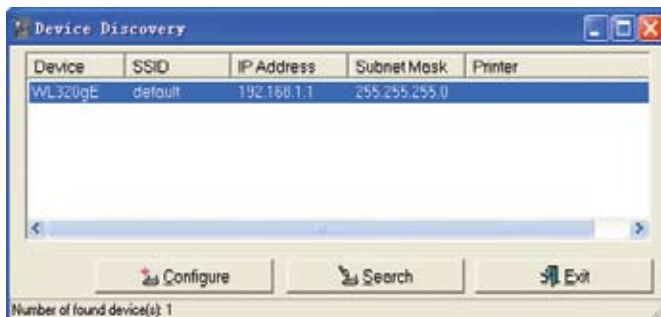 Device Discovery
Device SSID IP Address Subnet Mask Printer
WL320gE default 192.168.1.1 255.255.255.0
Configure Search Exit
Number of found device(s): 1